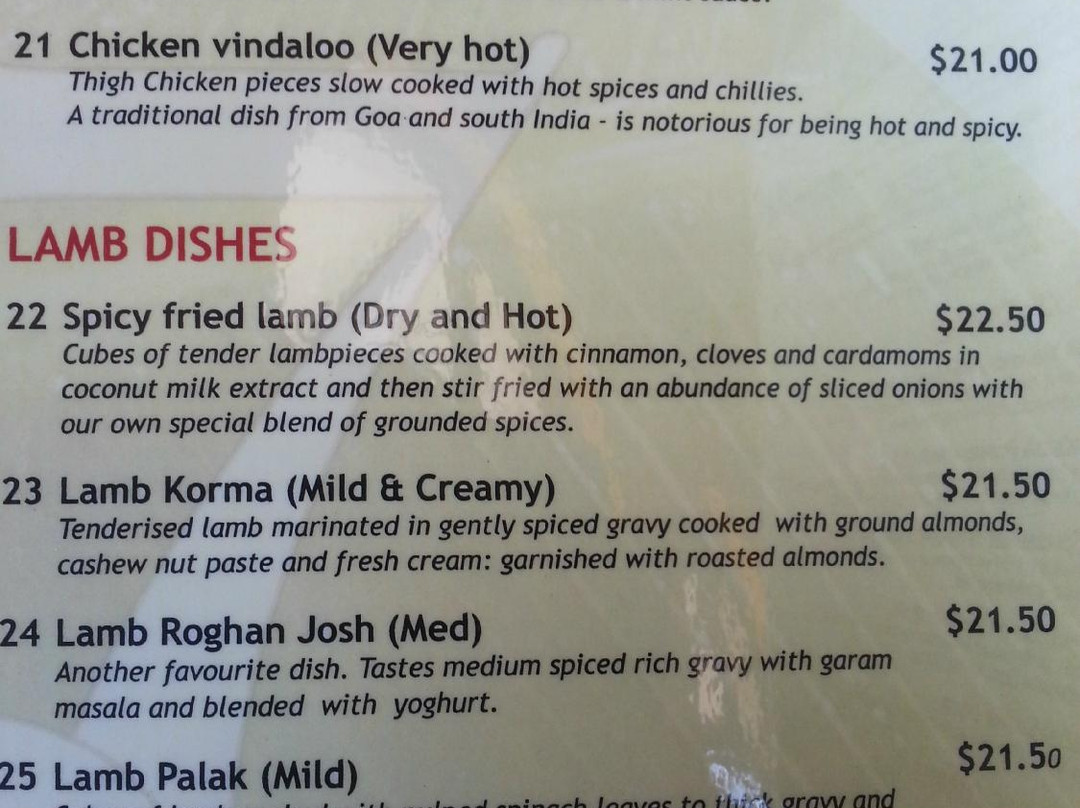 21 Chicken vindaloo (Very hot) $21.00
Thigh Chicken pieces slow cooked with hot spices and chillies.
A traditional dish from Goa and south India - is notorious for being hot and spicy.
LAMB DISHES
22 Spicy fried lamb (Dry and Hot) $22.50
Cubes of tender lambpieces cooked with cinnamon, cloves and cardamoms in
coconut milk extract and then stir fried with an abundance of sliced onions with
our own special blend of grounded spices.
23 Lamb Korma (Mild & Creamy) $21.50
Tenderised lamb marinated in gently spiced gravy cooked with ground almonds,
cashew nut paste and fresh cream: garnished with roasted almonds.
24 Lamb Roghan Josh (Med) $21.50
Another favourite dish. Tastes medium spiced rich gravy with garam
masala and blended with yoghurt.
25 Lamb Palak (Mild) $21.50
spinach leaves to thick gravy and